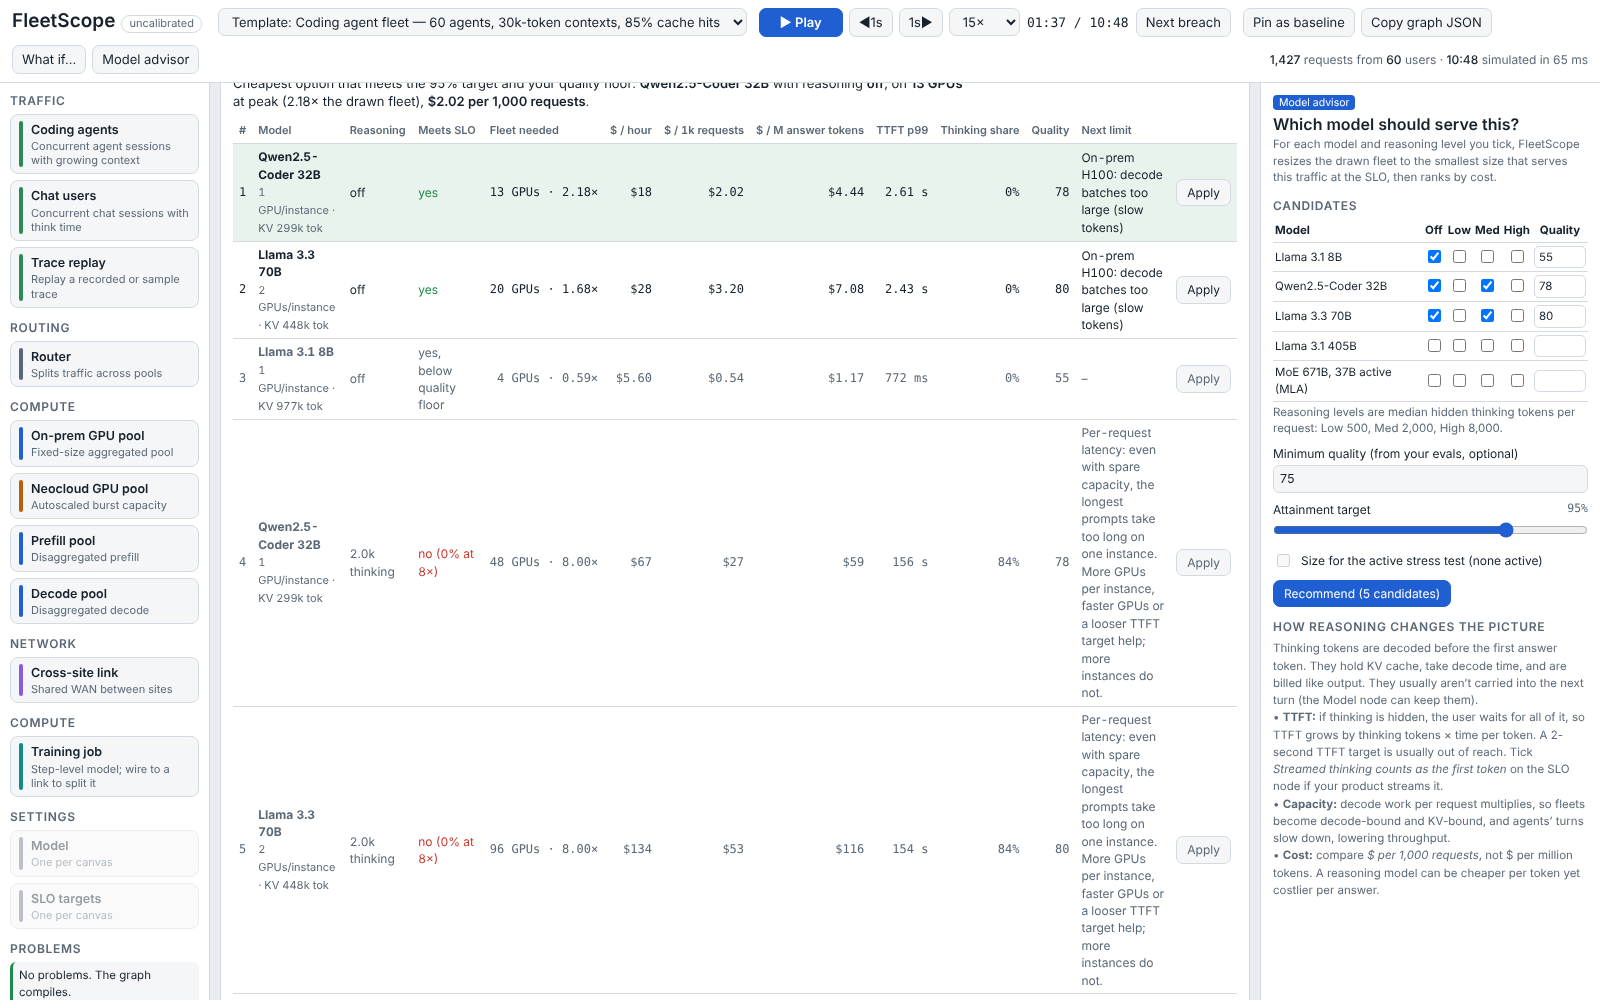 FleetScope uncalibrated Template: Coding agent fleet — 60 agents, 30k-token contexts, 85% cache hits ▶ Play ◀1s 1s▶ 15× 01:37 / 10:48 Next breach Pin as baseline Copy graph JSON
What if... Model advisor 1,427 requests from 60 users · 10:48 simulated in 65 ms
TRAFFIC
Coding agents
Concurrent agent sessions
with growing context
Chat users
Concurrent chat sessions with
think time
Trace replay
Replay a recorded or sample
trace
ROUTING
Router
Splits traffic across pools
COMPUTE
On-prem GPU pool
Fixed-size aggregated pool
Neocloud GPU pool
Autoscaled burst capacity
Prefill pool
Disaggregated prefill
Decode pool
Disaggregated decode
NETWORK
Cross-site link
Shared WAN between sites
COMPUTE
Training job
Step-level model; wire to a
link to split it
SETTINGS
Model
One per canvas
SLO targets
One per canvas
PROBLEMS
No problems. The graph
compiles.
Cheapest option that meets the 95% target and your quality floor: Qwen2.5-Coder 32B with reasoning off, on 13 GPUs
at peak (2.18× the drawn fleet), $2.02 per 1,000 requests.
# Model Reasoning Meets SLO Fleet needed $ / hour $ / 1k requests $ / M answer tokens TTFT p99 Thinking share Quality Next limit
1 Qwen2.5-
Coder 32B
1
GPU/instance ·
KV 299k tok
off yes 13 GPUs · 2.18× $18 $2.02 $4.44 2.61 s 0% 78
On-prem
H100: decode
batches too
large (slow
tokens)
Apply
2 Llama 3.3
70B
2
GPUs/instance
· KV 448k tok
off yes 20 GPUs · 1.68× $28 $3.20 $7.08 2.43 s 0% 80
On-prem
H100: decode
batches too
large (slow
tokens)
Apply
3 Llama 3.1 8B
1
GPU/instance ·
KV 977k tok
off
yes,
below
quality
floor
4 GPUs · 0.59× $5.60 $0.54 $1.17 772 ms 0% 55 –
Apply
4 Qwen2.5-
Coder 32B
1
GPU/instance ·
KV 299k tok
2.0k
thinking
no (0% at
8×)
48 GPUs · 8.00× $67 $27 $59 156 s 84% 78
Per-request
latency: even
with spare
capacity, the
longest
prompts take
too long on
one instance.
More GPUs
per instance,
faster GPUs or
a looser TTFT
target help;
more
instances do
not.
Apply
5 Llama 3.3
70B
2
GPUs/instance
· KV 448k tok
2.0k
thinking
no (0% at
8×)
96 GPUs · 8.00× $134 $53 $116 154 s 84% 80
Per-request
latency: even
with spare
capacity, the
longest
prompts take
too long on
one instance.
More GPUs
per instance,
faster GPUs or
a looser TTFT
target help;
more
instances do
not.
Apply
Model advisor
Which model should serve this?
For each model and reasoning level you tick, FleetScope
resizes the drawn fleet to the smallest size that serves
this traffic at the SLO, then ranks by cost.
CANDIDATES
Model Off Low Med High Quality
Llama 3.1 8B 55
Qwen2.5-Coder 32B 78
Llama 3.3 70B 80
Llama 3.1 405B
MoE 671B, 37B active
(MLA)
Reasoning levels are median hidden thinking tokens per
request: Low 500, Med 2,000, High 8,000.
Minimum quality (from your evals, optional)
75
Attainment target 95%
Size for the active stress test (none active)
Recommend (5 candidates)
HOW REASONING CHANGES THE PICTURE
Thinking tokens are decoded before the first answer
token. They hold KV cache, take decode time, and are
billed like output. They usually aren't carried into the next
turn (the Model node can keep them).
• TTFT: if thinking is hidden, the user waits for all of it, so
TTFT grows by thinking tokens × time per token. A 2-
second TTFT target is usually out of reach. Tick
Streamed thinking counts as the first token on the SLO
node if your product streams it.
• Capacity: decode work per request multiplies, so fleets
become decode-bound and KV-bound, and agents' turns
slow down, lowering throughput.
• Cost: compare $ per 1,000 requests, not $ per million
tokens. A reasoning model can be cheaper per token yet
costlier per answer.